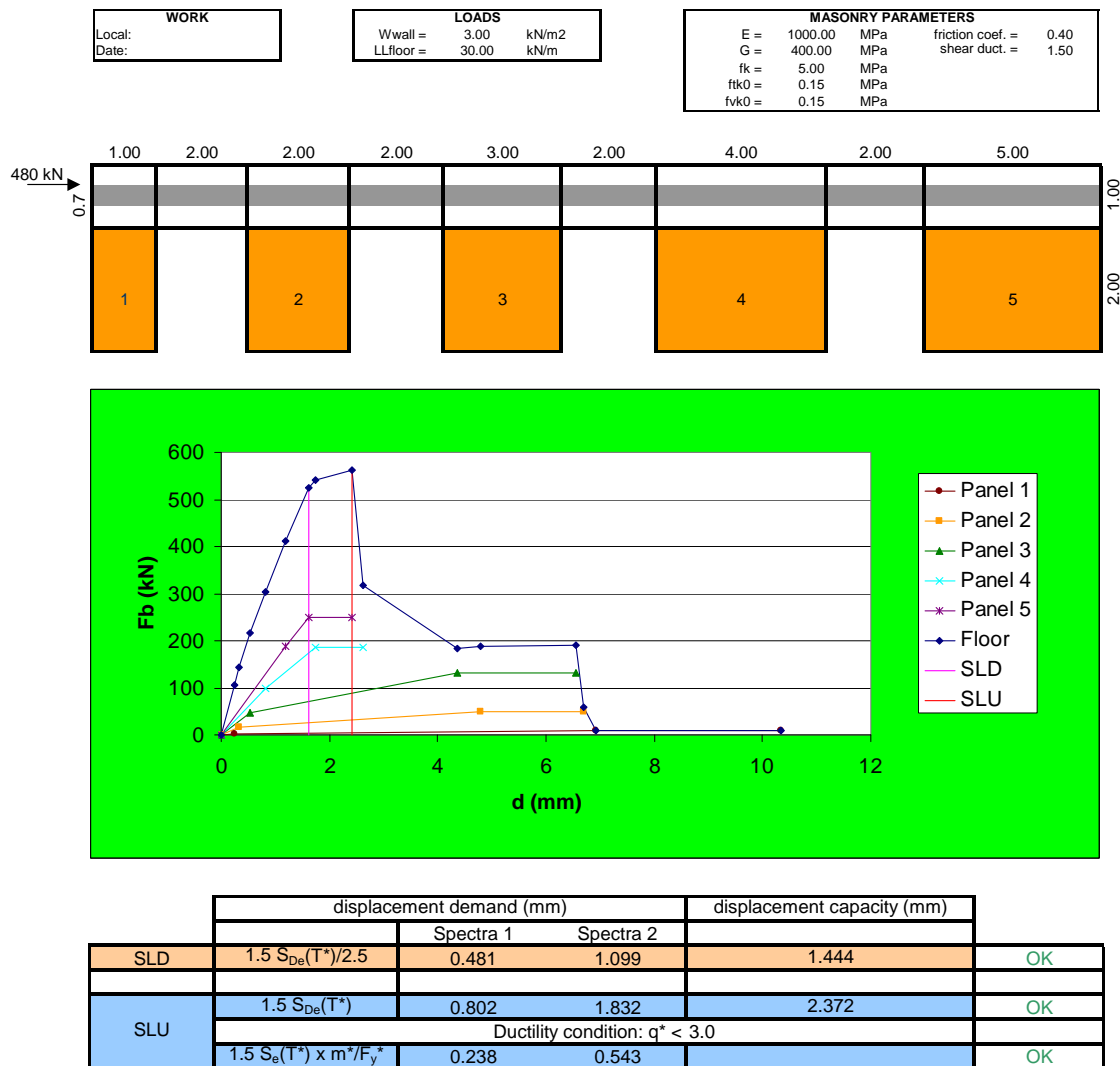 WORK
Local:
Date:
LOADS
Wwall = 3.00 kN/m2
LLfloor = 30.00 kN/m
MASONRY PARAMETERS
E = 1000.00 MPa friction coef. = 0.40
G = 400.00 MPa shear duct. = 1.50
fk = 5.00 MPa
ftk0 = 0.15 MPa
fvk0 = 0.15 MPa
1.00 2.00 2.00 2.00 3.00 2.00 4.00 2.00 5.00
480 kN
0.7
1.00
1 2 3 4 5
2.00
600
500
400
300
200
100
0
Fb (kN)
0 2 4 6 8 10 12
d (mm)
Panel 1
Panel 2
Panel 3
Panel 4
Panel 5
Floor
SLD
SLU
displacement demand (mm) displacement capacity (mm)
Spectra 1 Spectra 2
SLD 1.5 S_De(T*)/2.5 0.481 1.099 1.444 OK
1.5 S_De(T*) 0.802 1.832 2.372 OK
SLU
Ductility condition: q* < 3.0
1.5 S_e(T*) x m*/F_y* 0.238 0.543 OK